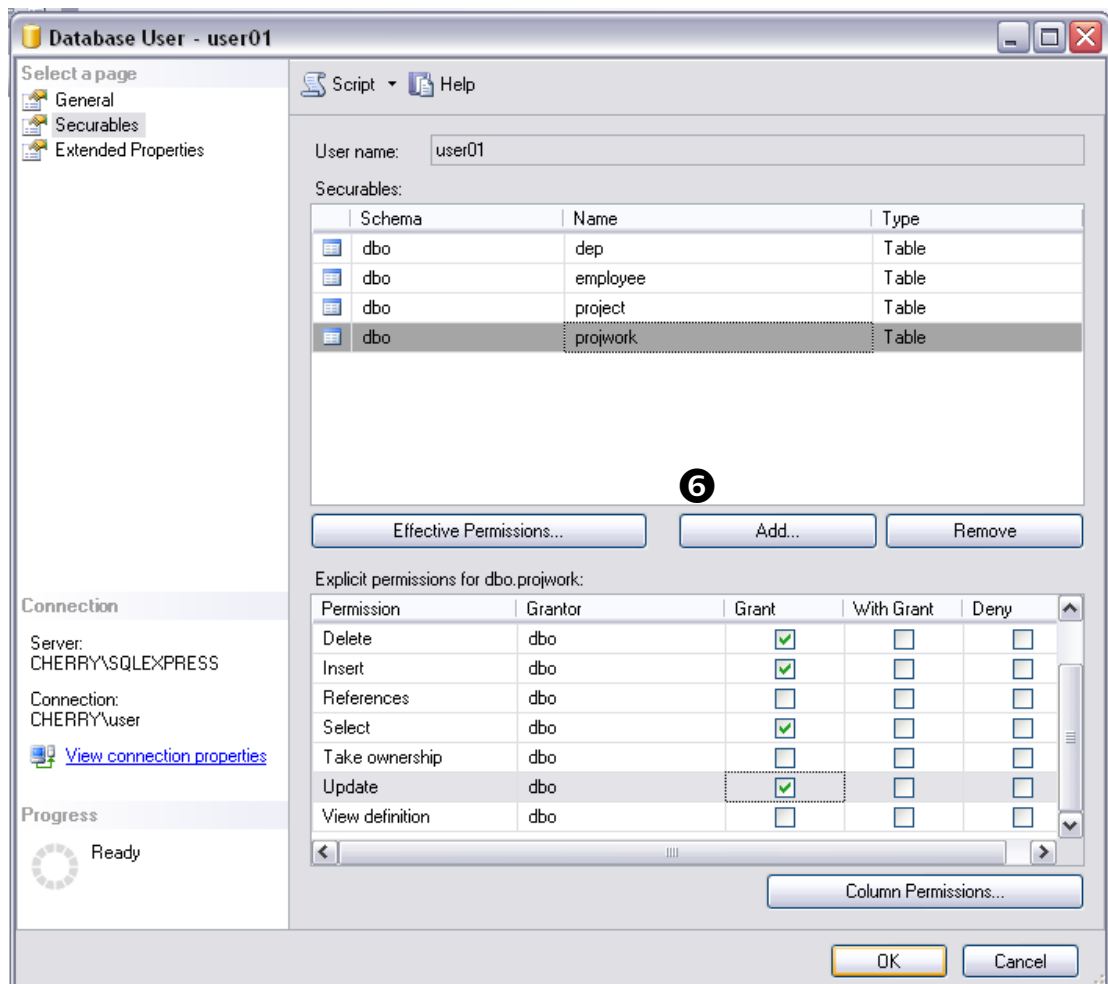 Database User - user01
Select a page
General
Securables
Extended Properties
Script Help
User name: user01
Securables:
Schema Name Type
dbo dep Table
dbo employee Table
dbo project Table
dbo projwork Table
6
Effective Permissions... Add... Remove
Explicit permissions for dbo.projwork:
Permission Grantor Grant With Grant Deny
Delete dbo
Insert dbo
References dbo
Select dbo
Take ownership dbo
Update dbo
View definition dbo
Column Permissions...
Connection
Server:
CHERRY\SQLEXPRESS
Connection:
CHERRY\user
View connection properties
Progress
Ready
OK Cancel